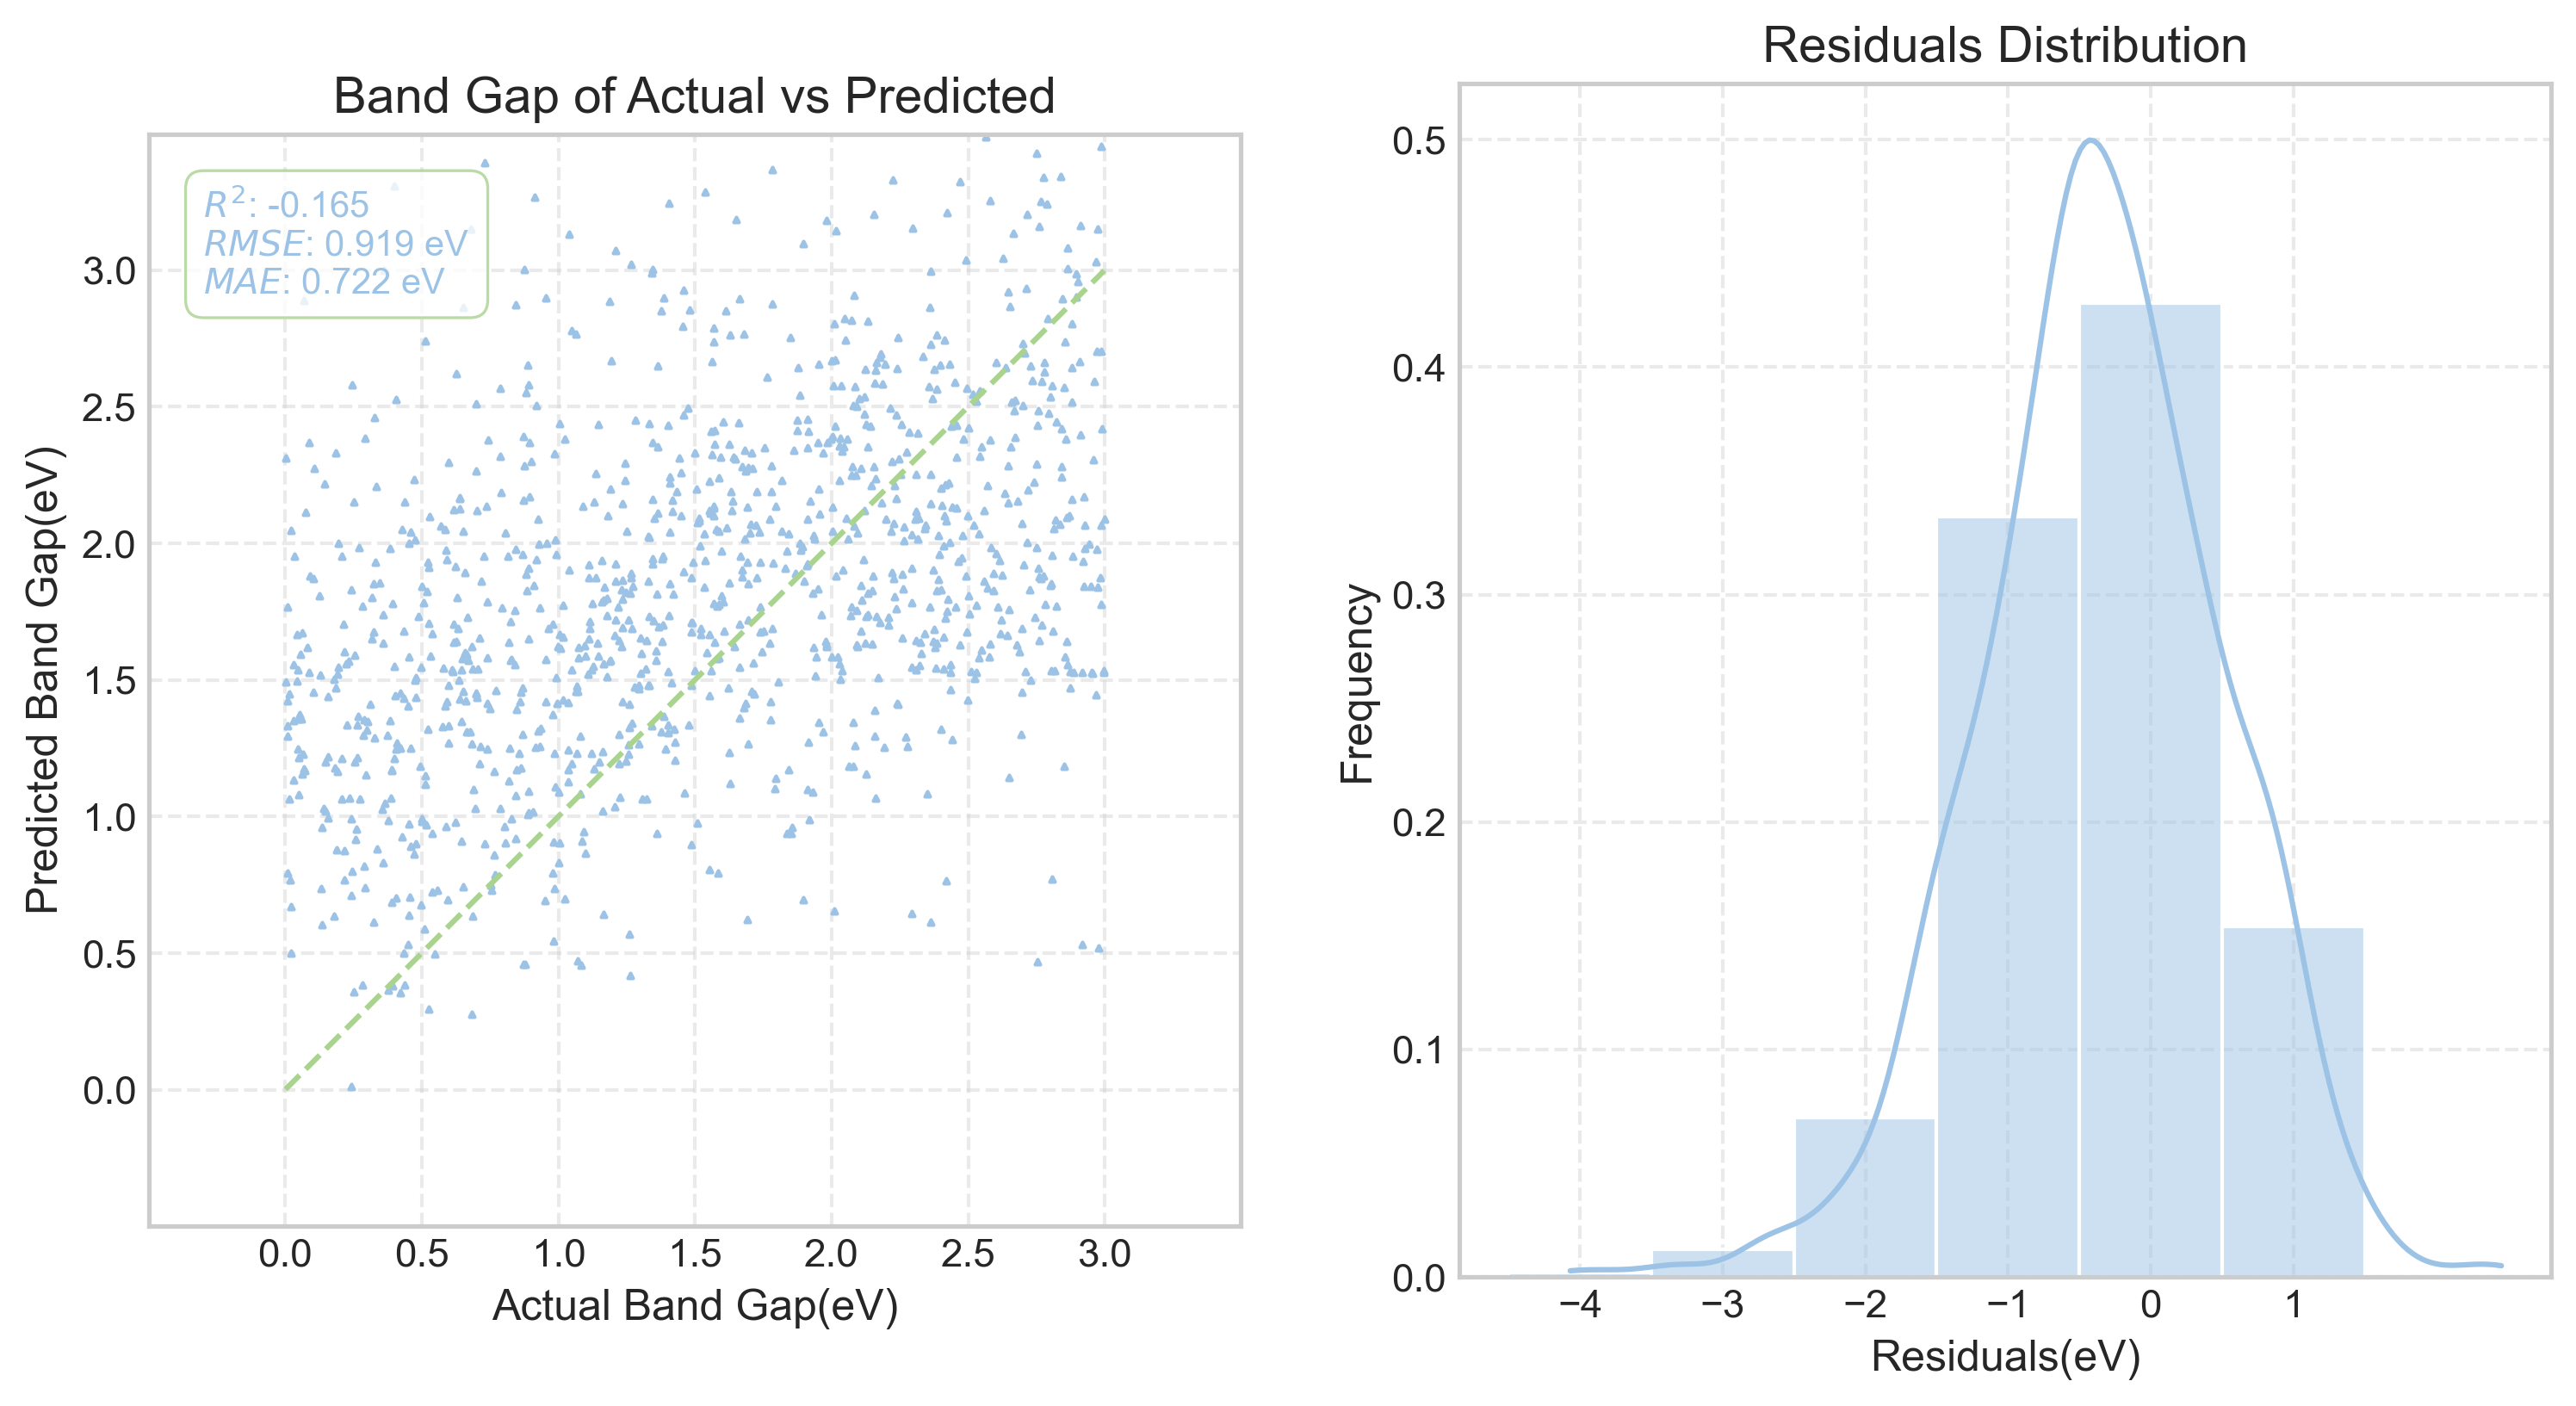 Band Gap of Actual vs Predicted
R²: -0.165
RMSE: 0.919 eV
MAE: 0.722 eV
Predicted Band Gap(eV)
3.0
2.5
2.0
1.5
1.0
0.5
0.0
0.0 0.5 1.0 1.5 2.0 2.5 3.0
Actual Band Gap(eV)
Residuals Distribution
Frequency
0.5
0.4
0.3
0.2
0.1
0.0
−4 −3 −2 −1 0 1
Residuals(eV)